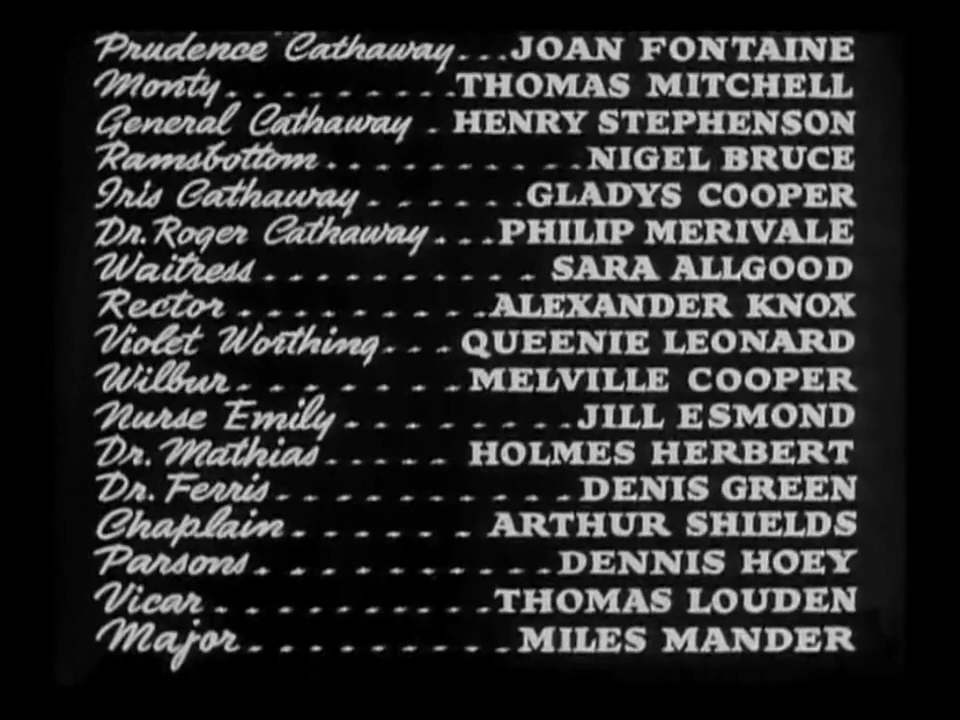 Prudence Cathaway...JOAN FONTAINE
Monty.........THOMAS MITCHELL
General Cathaway.HENRY STEPHENSON
Ramsbottom..........NIGEL BRUCE
Iris Cathaway......GLADYS COOPER
Dr. Roger Cathaway...PHILIP MERIVALE
Waitress..........SARA ALLGOOD
Rector.........ALEXANDER KNOX
Violet Worthing...QUEENIE LEONARD
Wilbur.......MELVILLE COOPER
Nurse Emily........JILL ESMOND
Dr. Mathias.....HOLMES HERBERT
Dr. Ferris...........DENIS GREEN
Chaplain......ARTHUR SHIELDS
Parsons...........DENNIS HOEY
Vicar..........THOMAS LOUDEN
Major.........MILES MANDER